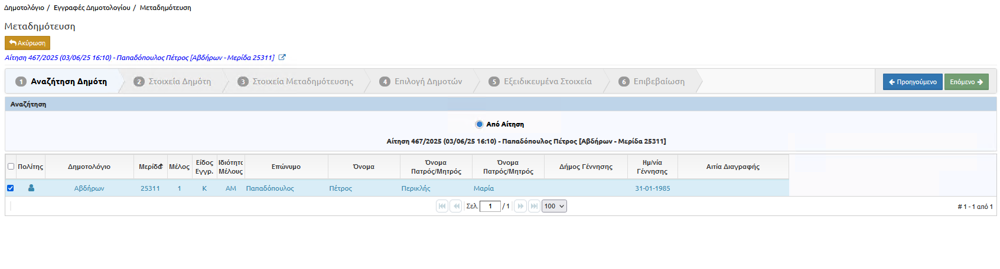 Δημοτολόγιο / Εγγραφές Δημοτολογίου / Μεταδημότευση
Μεταδημότευση
Ακύρωση
Αίτηση 467/2025 (03/06/25 16:10) - Παπαδόπουλος Πέτρος [Αβδήρων - Μερίδα 25311]
1 Αναζήτηση Δημότη 2 Στοιχεία Δημότη 3 Στοιχεία Μεταδημότευσης 4 Επιλογή Δημοτών 5 Εξειδικευμένα Στοιχεία 6 Επιβεβαίωση Προηγούμενο Επόμενο
Αναζήτηση
Από Αίτηση
Αίτηση 467/2025 (03/06/25 16:10) - Παπαδόπουλος Πέτρος [Αβδήρων - Μερίδα 25311]
Πολίτης Δημοτολόγιο Μερίδα Μέλος Είδος Εγγρ. Ιδιότητα Μέλους Επώνυμο Όνομα Όνομα Πατρός/Μητρός Όνομα Πατρός/Μητρός Δήμος Γέννησης Ημ/νία Γέννησης Αιτία Διαγραφής
Αβδήρων 25311 1 Κ ΑΜ Παπαδόπουλος Πέτρος Περικλής Μαρία 31-01-1985
Σελ. 1 / 1 100 # 1 - 1 από 1